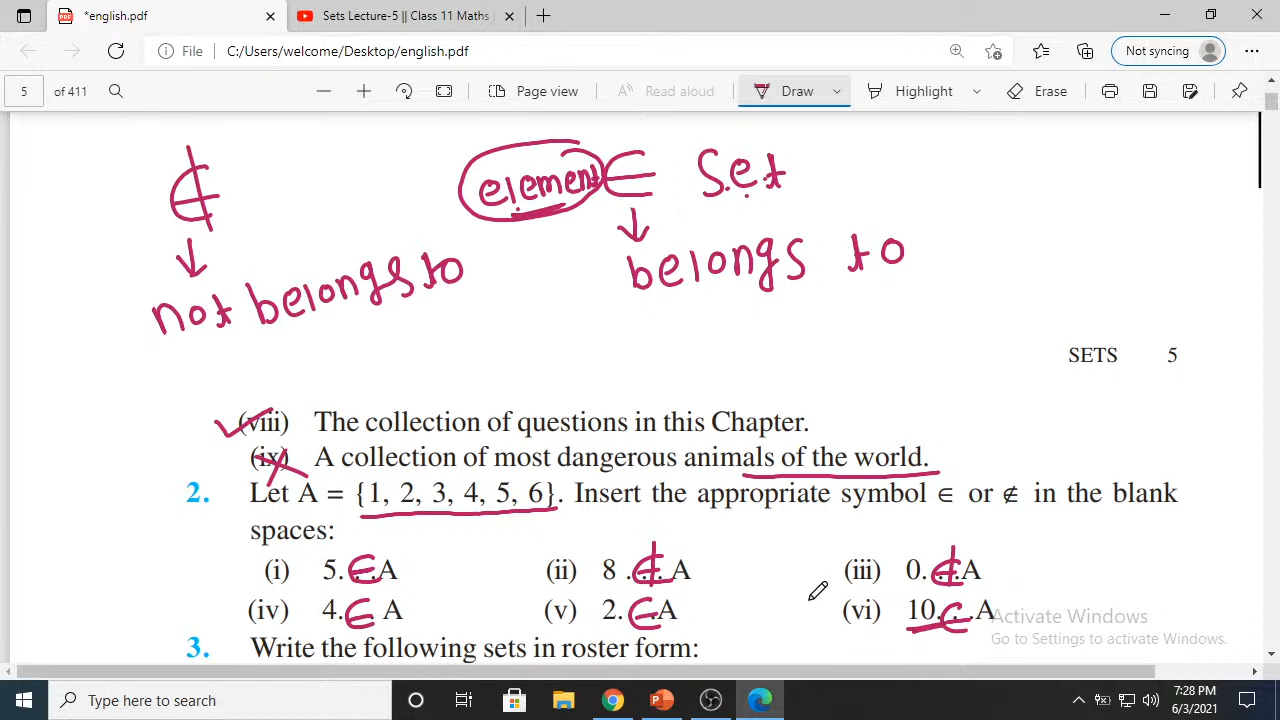 *english.pdf
Sets Lecture-5 || Class 11 Maths
File
C:/Users/welcome/Desktop/english.pdf
Not syncing
5 of 411
Page view
Read aloud
Draw
Highlight
Erase
∉
element ∈ Set
not belongs to
belongs to
SETS 5
(viii) The collection of questions in this Chapter.
(ix) A collection of most dangerous animals of the world.
2. Let A = {1, 2, 3, 4, 5, 6}. Insert the appropriate symbol ∈ or ∉ in the blank
spaces:
(i) 5. ∈ .A (ii) 8 . ∉ . A (iii) 0. ∉ .A
(iv) 4. ∈ A (v) 2. ∈ .A (vi) 10. ∈ .A
3. Write the following sets in roster form:
Activate Windows
Go to Settings to activate Windows.
Type here to search
7:28 PM
6/3/2021